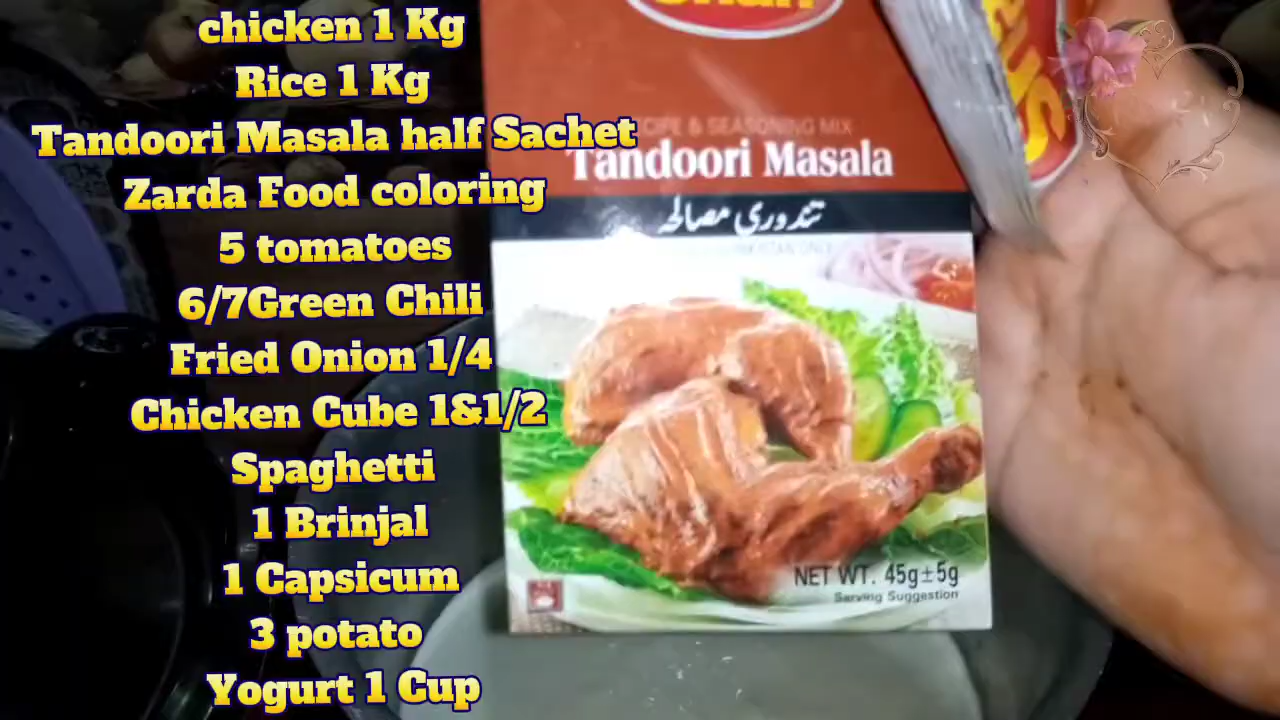 chicken 1 Kg
Rice 1 Kg
Tandoori Masala half Sachet
Zarda Food coloring
5 tomatoes
6/7Green Chili
Fried Onion 1/4
Chicken Cube 1&1/2
Spaghetti
1 Brinjal
1 Capsicum
3 potato
Yogurt 1 Cup
& SEASONING MIX
Tandoori Masala
تندوری مصالحہ
NET WT. 45g±5g
Serving Suggestion